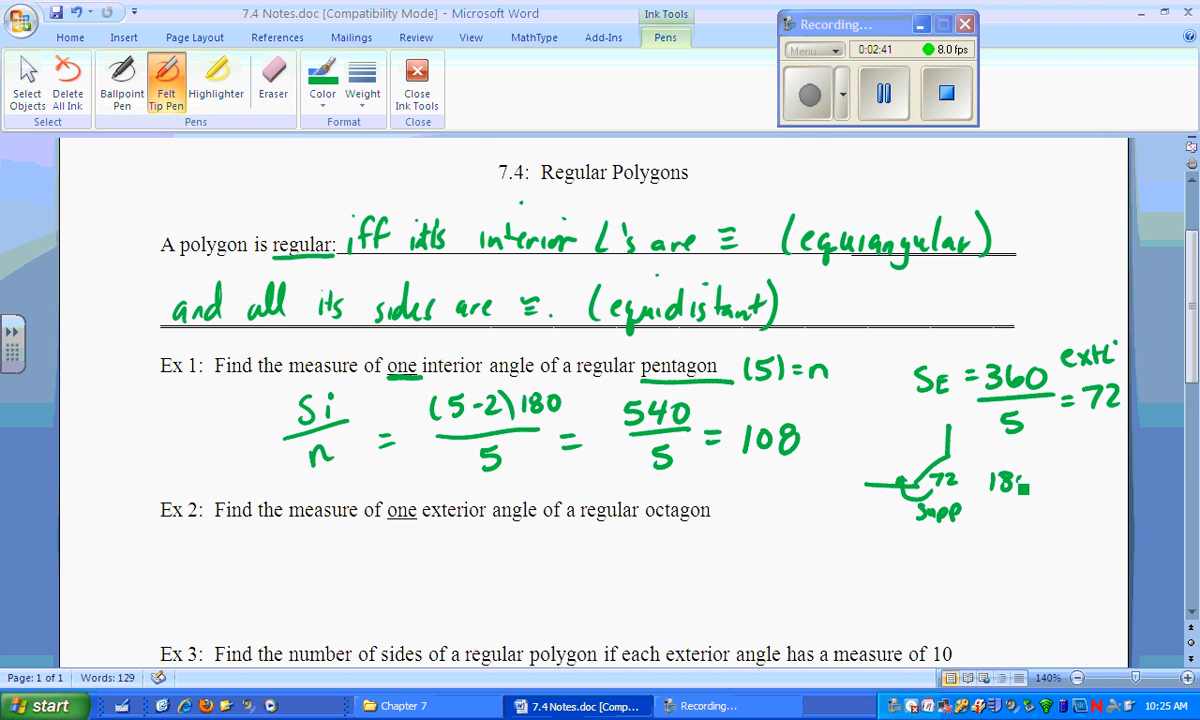 7.4 Notes.doc [Compatibility Mode] - Microsoft Word
Ink Tools
Recording...
Home Insert Page Layout References Mailings Review View MathType Add-Ins Pens
Menu 0:02:41 8.0 fps
Select Objects
Delete All Ink
Ballpoint Pen
Felt Tip Pen
Highlighter
Eraser
Color
Weight
Close Ink Tools
Select Pens Format Close
7.4: Regular Polygons
A polygon is regular: iff it's interior ∠'s are ≅ (equiangular)
and all its sides are ≅. (equidistant)
Ex 1: Find the measure of one interior angle of a regular pentagon (5) = n
Si/n = (5-2)180/5 = 540/5 = 108
SE = 360/5 = 72
72 18
supp
Ex 2: Find the measure of one exterior angle of a regular octagon
Ex 3: Find the number of sides of a regular polygon if each exterior angle has a measure of 10
Page: 1 of 1 Words: 129 140%
start Chapter 7 7.4 Notes.doc [Comp... Recording... 10:25 AM